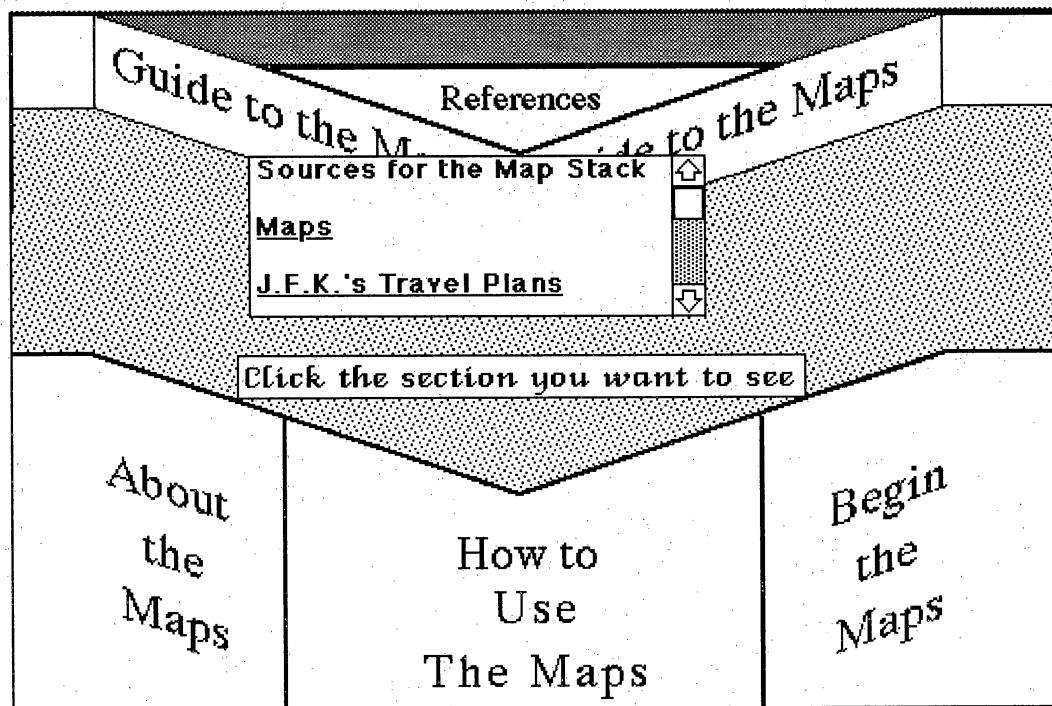 Guide to the M
ide to the Maps
References
Sources for the Map Stack
Maps
J.F.K.'s Travel Plans
Click the section you want to see
About
the
Maps
How to
Use
The Maps
Begin
the
Maps